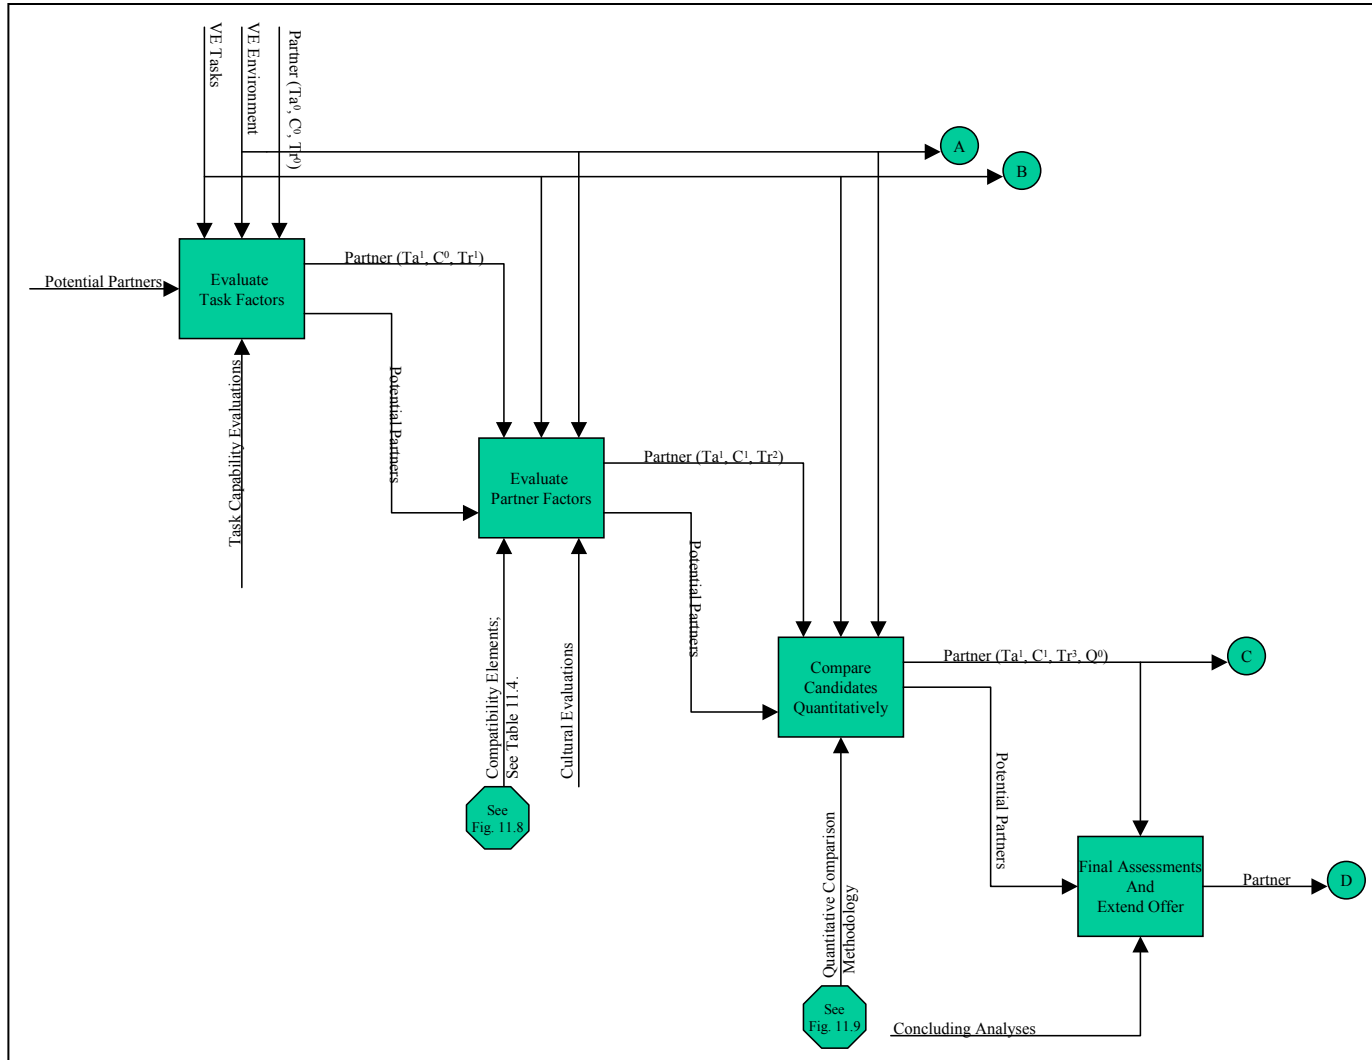 VE Tasks
VE Environment
Partner (Ta⁰, C⁰, Tr⁰)
A
B
Potential Partners
Evaluate
Task Factors
Partner (Ta¹, C⁰, Tr¹)
Potential Partners
Task Capability Evaluations
Evaluate
Partner Factors
Partner (Ta¹, C¹, Tr²)
Potential Partners
Compatibility Elements;
See Table 11.4.
Cultural Evaluations
See
Fig. 11.8
Compare
Candidates
Quantitatively
Partner (Ta¹, C¹, Tr³, Q⁰)
C
Potential Partners
Quantitative Comparison
Methodology
See
Fig. 11.9
Final Assessments
And
Extend Offer
Partner
D
Concluding Analyses